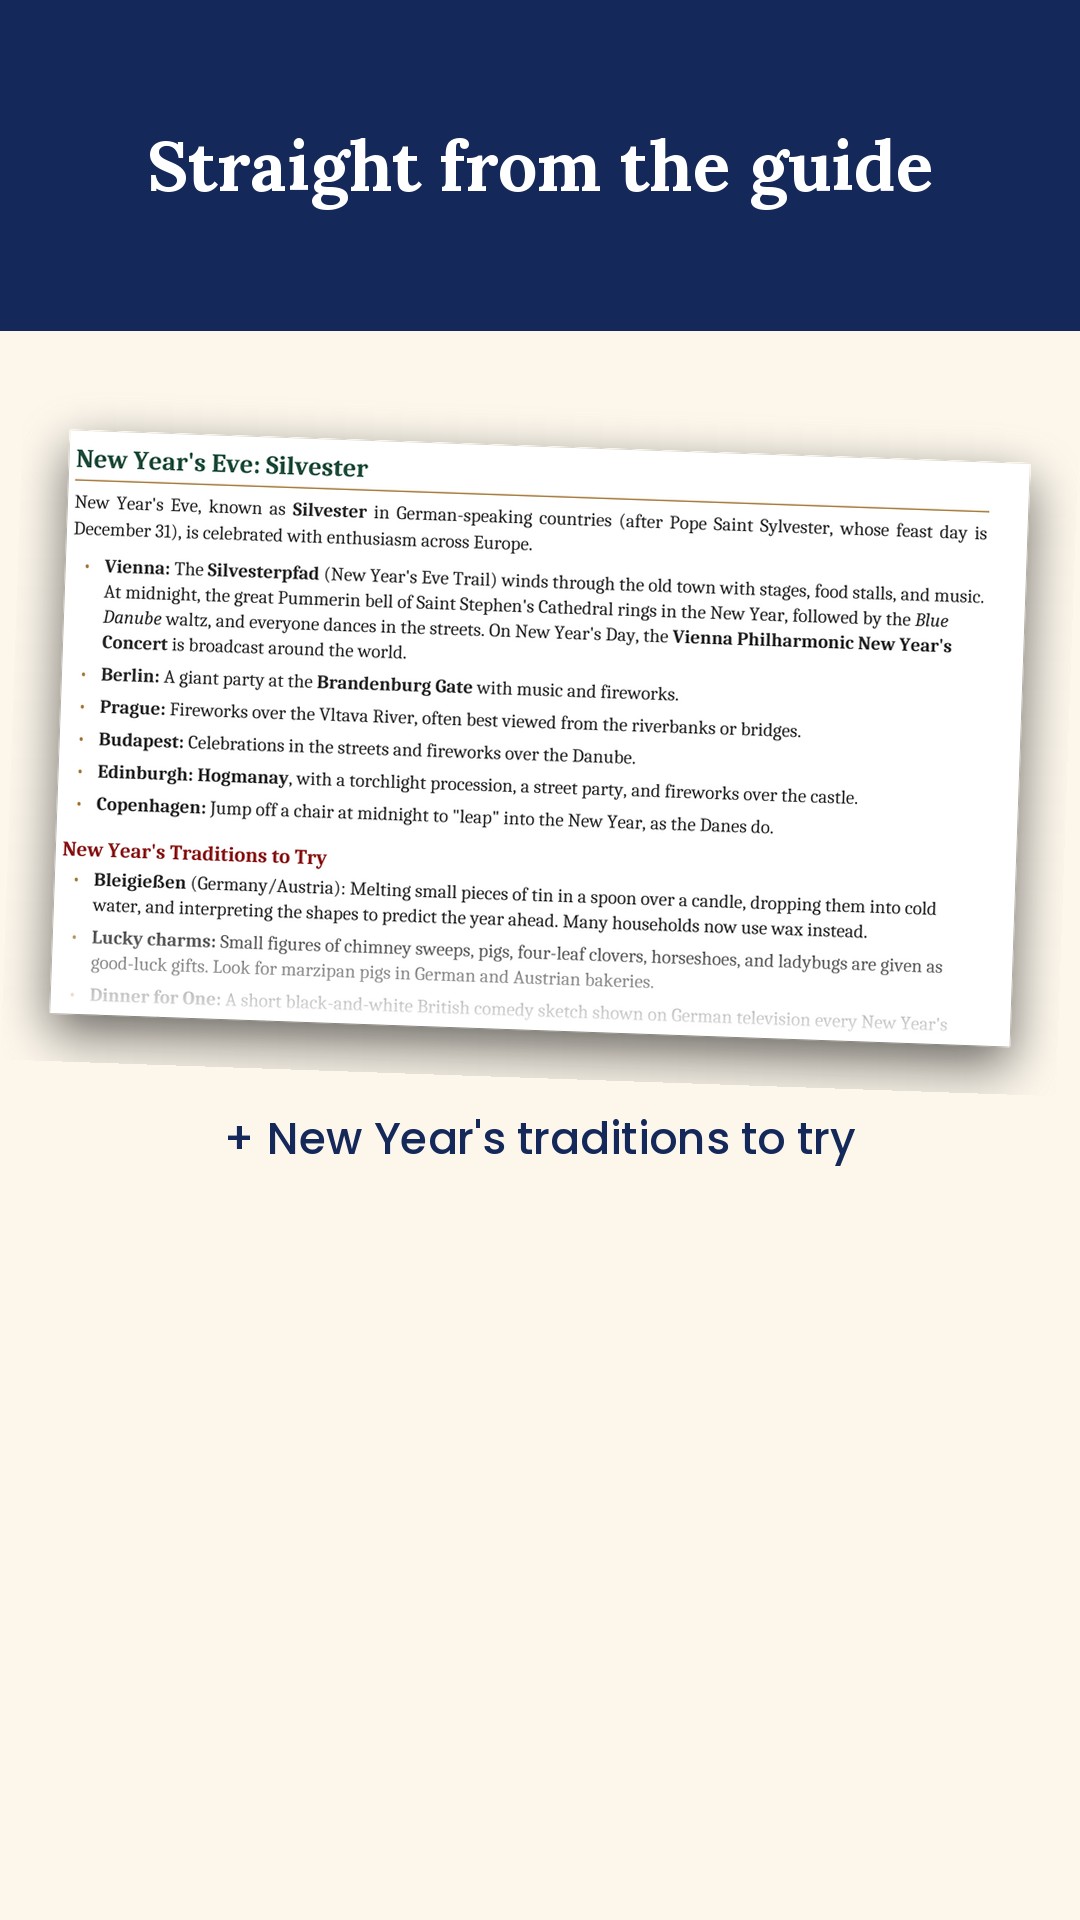 Straight from the guide
New Year's Eve: Silvester
New Year's Eve, known as Silvester in German-speaking countries (after Pope Saint Sylvester, whose feast day is
December 31), is celebrated with enthusiasm across Europe.
• Vienna: The Silvesterpfad (New Year's Eve Trail) winds through the old town with stages, food stalls, and music.
At midnight, the great Pummerin bell of Saint Stephen's Cathedral rings in the New Year, followed by the Blue
Danube waltz, and everyone dances in the streets. On New Year's Day, the Vienna Philharmonic New Year's
Concert is broadcast around the world.
• Berlin: A giant party at the Brandenburg Gate with music and fireworks.
• Prague: Fireworks over the Vltava River, often best viewed from the riverbanks or bridges.
• Budapest: Celebrations in the streets and fireworks over the Danube.
• Edinburgh: Hogmanay, with a torchlight procession, a street party, and fireworks over the castle.
• Copenhagen: Jump off a chair at midnight to "leap" into the New Year, as the Danes do.
New Year's Traditions to Try
• Bleigießen (Germany/Austria): Melting small pieces of tin in a spoon over a candle, dropping them into cold
water, and interpreting the shapes to predict the year ahead. Many households now use wax instead.
• Lucky charms: Small figures of chimney sweeps, pigs, four-leaf clovers, horseshoes, and ladybugs are given as
good-luck gifts. Look for marzipan pigs in German and Austrian bakeries.
• Dinner for One: A short black-and-white British comedy sketch shown on German television every New Year's
+ New Year's traditions to try